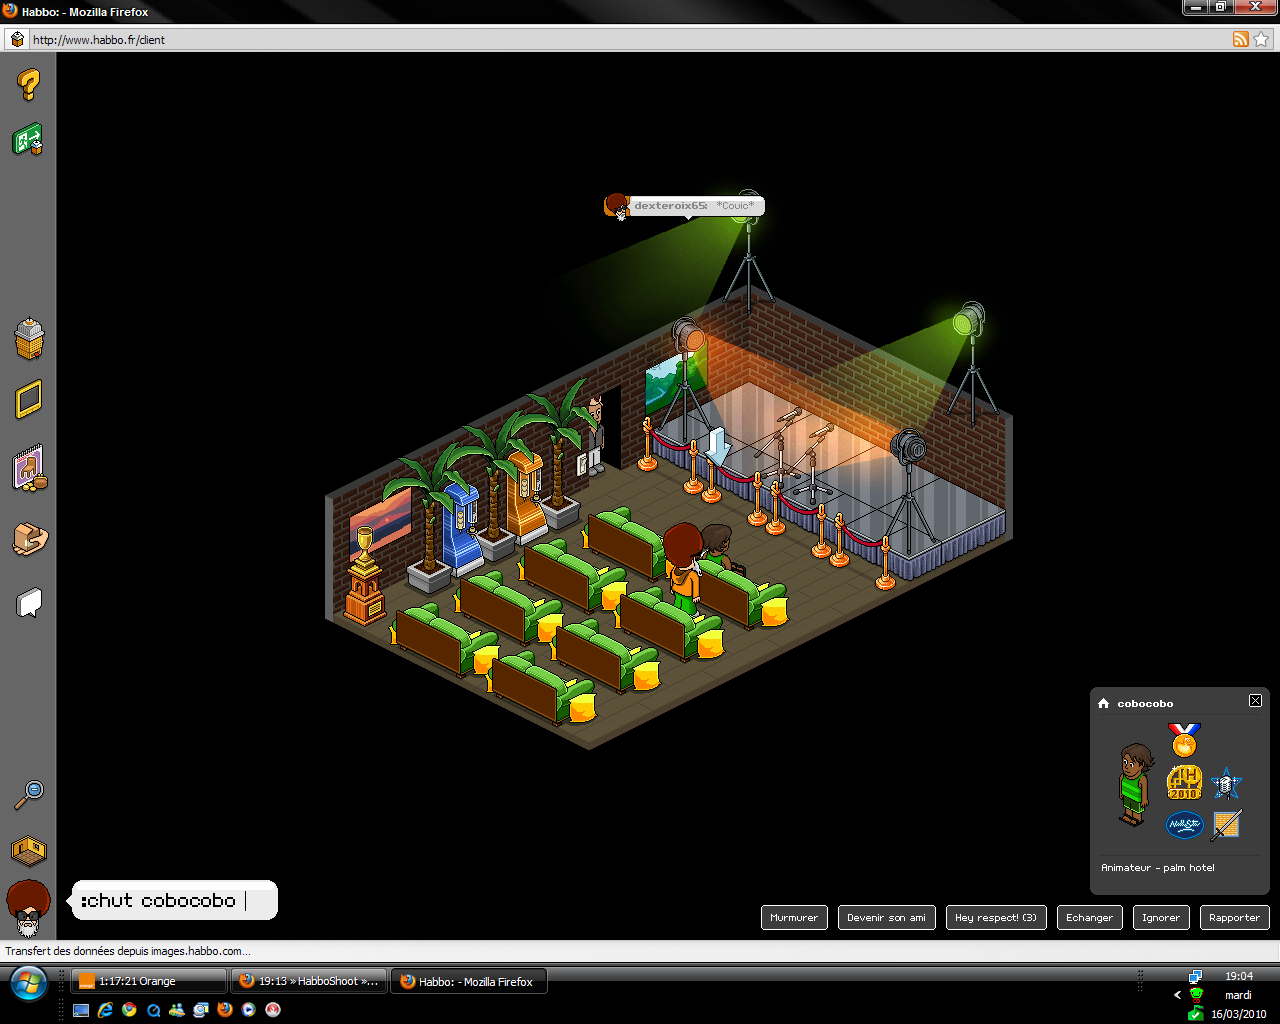 Habbo: - Mozilla Firefox
http://www.habbo.fr/client
dexteroix65: *Couic*
cobocobo
H
2010
Animateur - palm hotel
:chut cobocobo
Murmurer
Devenir son ami
Hey respect! (3)
Echanger
Ignorer
Rapporter
Transfert des données depuis images.habbo.com...
1:17:21 Orange
19:13 » HabboShoot »...
Habbo: - Mozilla Firefox
19:04
mardi
16/03/2010